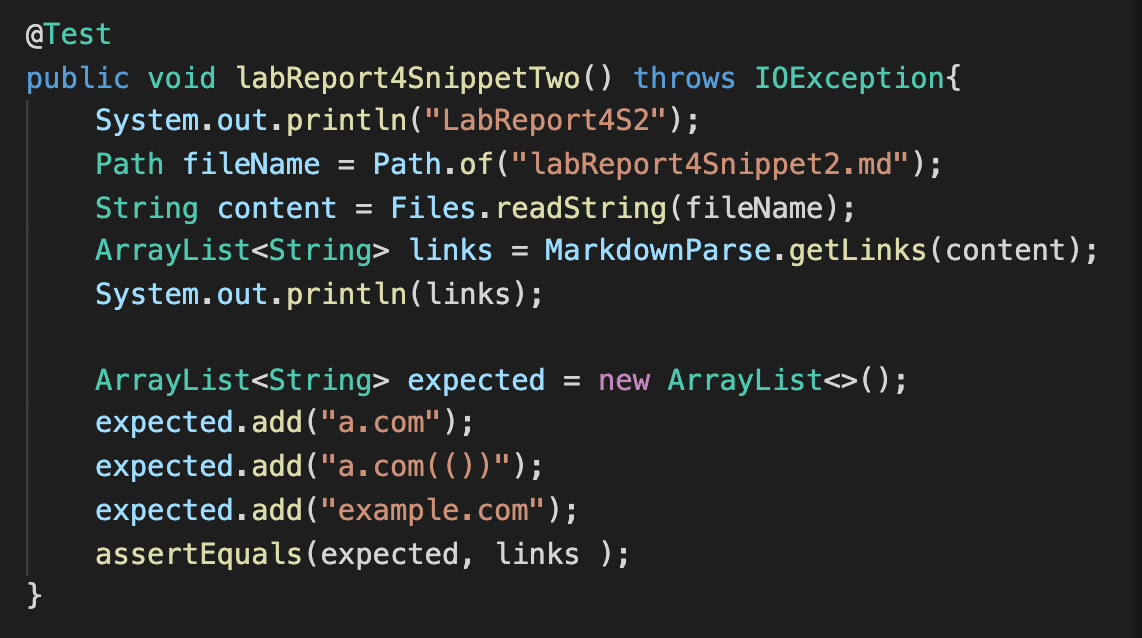 @Test
public void labReport4SnippetTwo() throws IOException{
    System.out.println("LabReport4S2");
    Path fileName = Path.of("labReport4Snippet2.md");
    String content = Files.readString(fileName);
    ArrayList<String> links = MarkdownParse.getLinks(content);
    System.out.println(links);

    ArrayList<String> expected = new ArrayList<>();
    expected.add("a.com");
    expected.add("a.com(())");
    expected.add("example.com");
    assertEquals(expected, links );
}